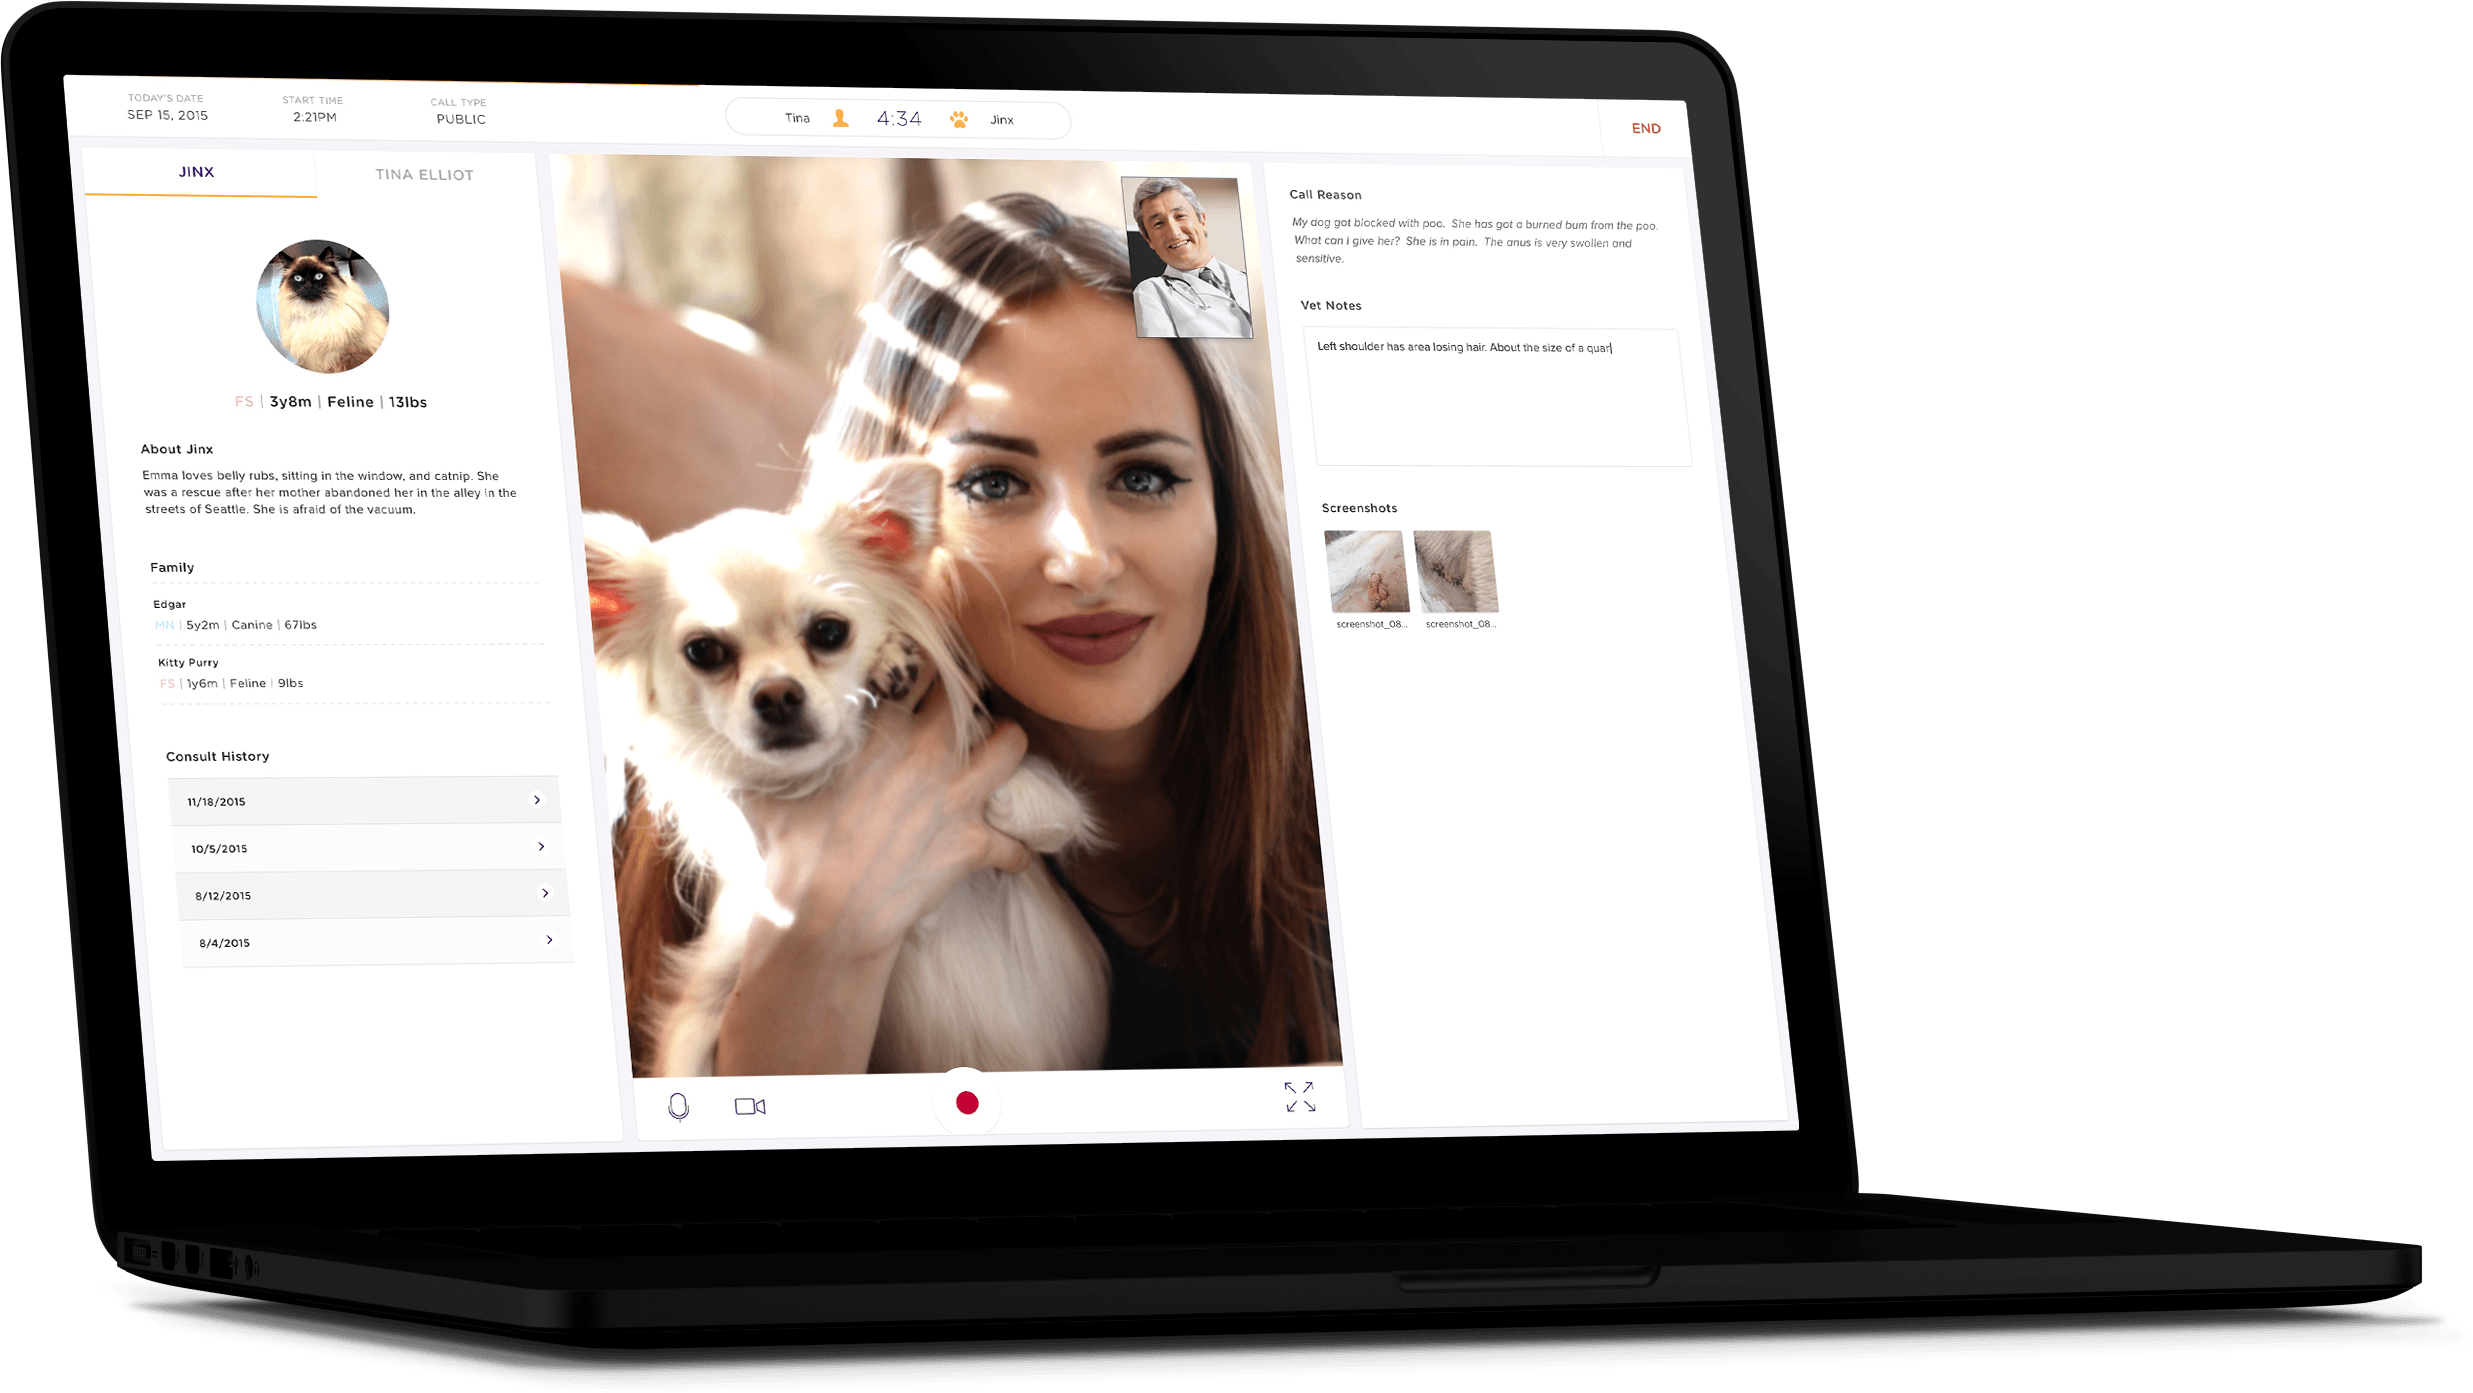 TODAY'S DATE
SEP 15, 2015
START TIME
2:21PM
CALL TYPE
PUBLIC
Tina 4:34 Jinx
END
JINX
TINA ELLIOT
FS | 3y8m | Feline | 13lbs
About Jinx
Emma loves belly rubs, sitting in the window, and catnip. She
was a rescue after her mother abandoned her in the alley in the
streets of Seattle. She is afraid of the vacuum.
Family
Edgar
MN | 5y2m | Canine | 67lbs
Kitty Purry
FS | 1y6m | Feline | 9lbs
Consult History
11/18/2015
10/5/2015
8/12/2015
8/4/2015
Call Reason
My dog got blocked with poo. She has got a burned bum from the poo.
What can I give her? She is in pain. The anus is very swollen and
sensitive.
Vet Notes
Left shoulder has area losing hair. About the size of a quar
Screenshots
screenshot_08...
screenshot_08...